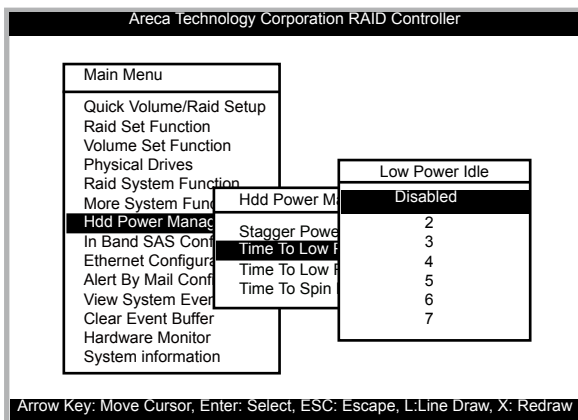 Areca Technology Corporation RAID Controller
Main Menu
Quick Volume/Raid Setup
Raid Set Function
Volume Set Function
Physical Drives
Raid System Function
More System Func
Hdd Power Manag
In Band SAS Conf
Ethernet Configura
Alert By Mail Conf
View System Even
Clear Event Buffer
Hardware Monitor
System information
Hdd Power M
Stagger Powe
Time To Low
Time To Low
Time To Spin
Low Power Idle
Disabled
2
3
4
5
6
7
Arrow Key: Move Cursor, Enter: Select, ESC: Escape, L:Line Draw, X: Redraw